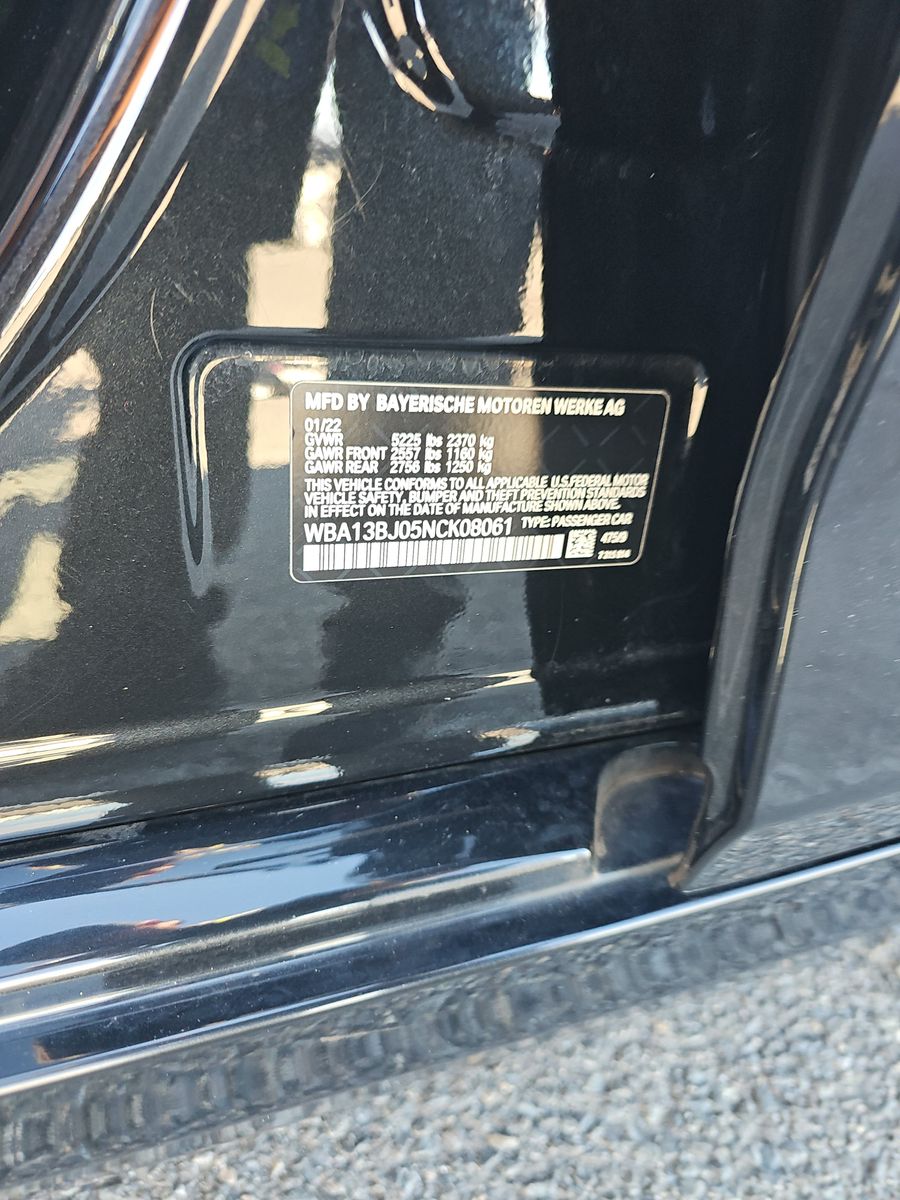 MFD BY BAYERISCHE MOTOREN WERKE AG
01/22
GVWR 5225 lbs 2370 kg
GAWR FRONT 2557 lbs 1160 kg
GAWR REAR 2756 lbs 1250 kg
THIS VEHICLE CONFORMS TO ALL APPLICABLE U.S.FEDERAL MOTOR
VEHICLE SAFETY, BUMPER AND THEFT PREVENTION STANDARDS
IN EFFECT ON THE DATE OF MANUFACTURE SHOWN ABOVE.
WBA13BJ05NCK08061 TYPE: PASSENGER CAR
475/9